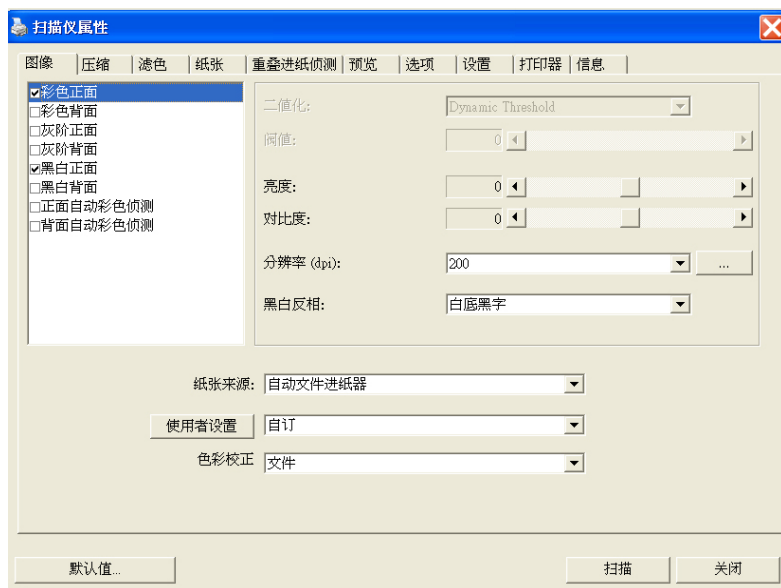 扫描仪属性
图像 压缩 滤色 纸张 重叠进纸侦测 预览 选项 设置 打印器 信息
彩色正面
彩色背面
灰阶正面
灰阶背面
黑白正面
黑白背面
正面自动彩色侦测
背面自动彩色侦测
二值化: Dynamic Threshold
阈值: 0
亮度: 0
对比度: 0
分辨率 (dpi): 200 ...
黑白反相: 白底黑字
纸张来源: 自动文件进纸器
使用者设置 自订
色彩校正 文件
默认值... 扫描 关闭